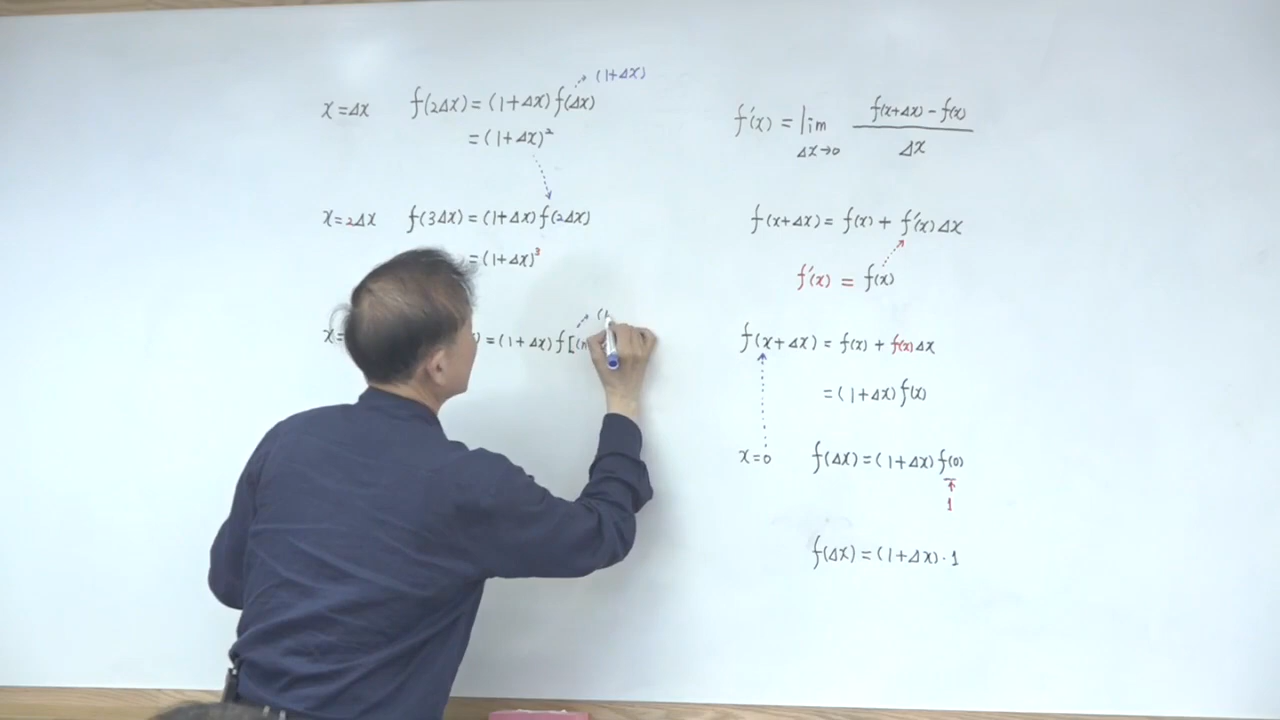 (1+Δx)
x=Δx f(2Δx)=(1+Δx)f(Δx)
=(1+Δx)²
x=2Δx f(3Δx)=(1+Δx)f(2Δx)
=(1+Δx)³
(1
x= )=(1+Δx)f[(n
f'(x)=lim f(x+Δx)-f(x)
Δx→0 Δx
f(x+Δx)=f(x)+f'(x)Δx
f'(x)=f(x)
f(x+Δx)=f(x)+f(x)Δx
=(1+Δx)f(x)
x=0 f(Δx)=(1+Δx)f(0)
1
f(Δx)=(1+Δx)·1